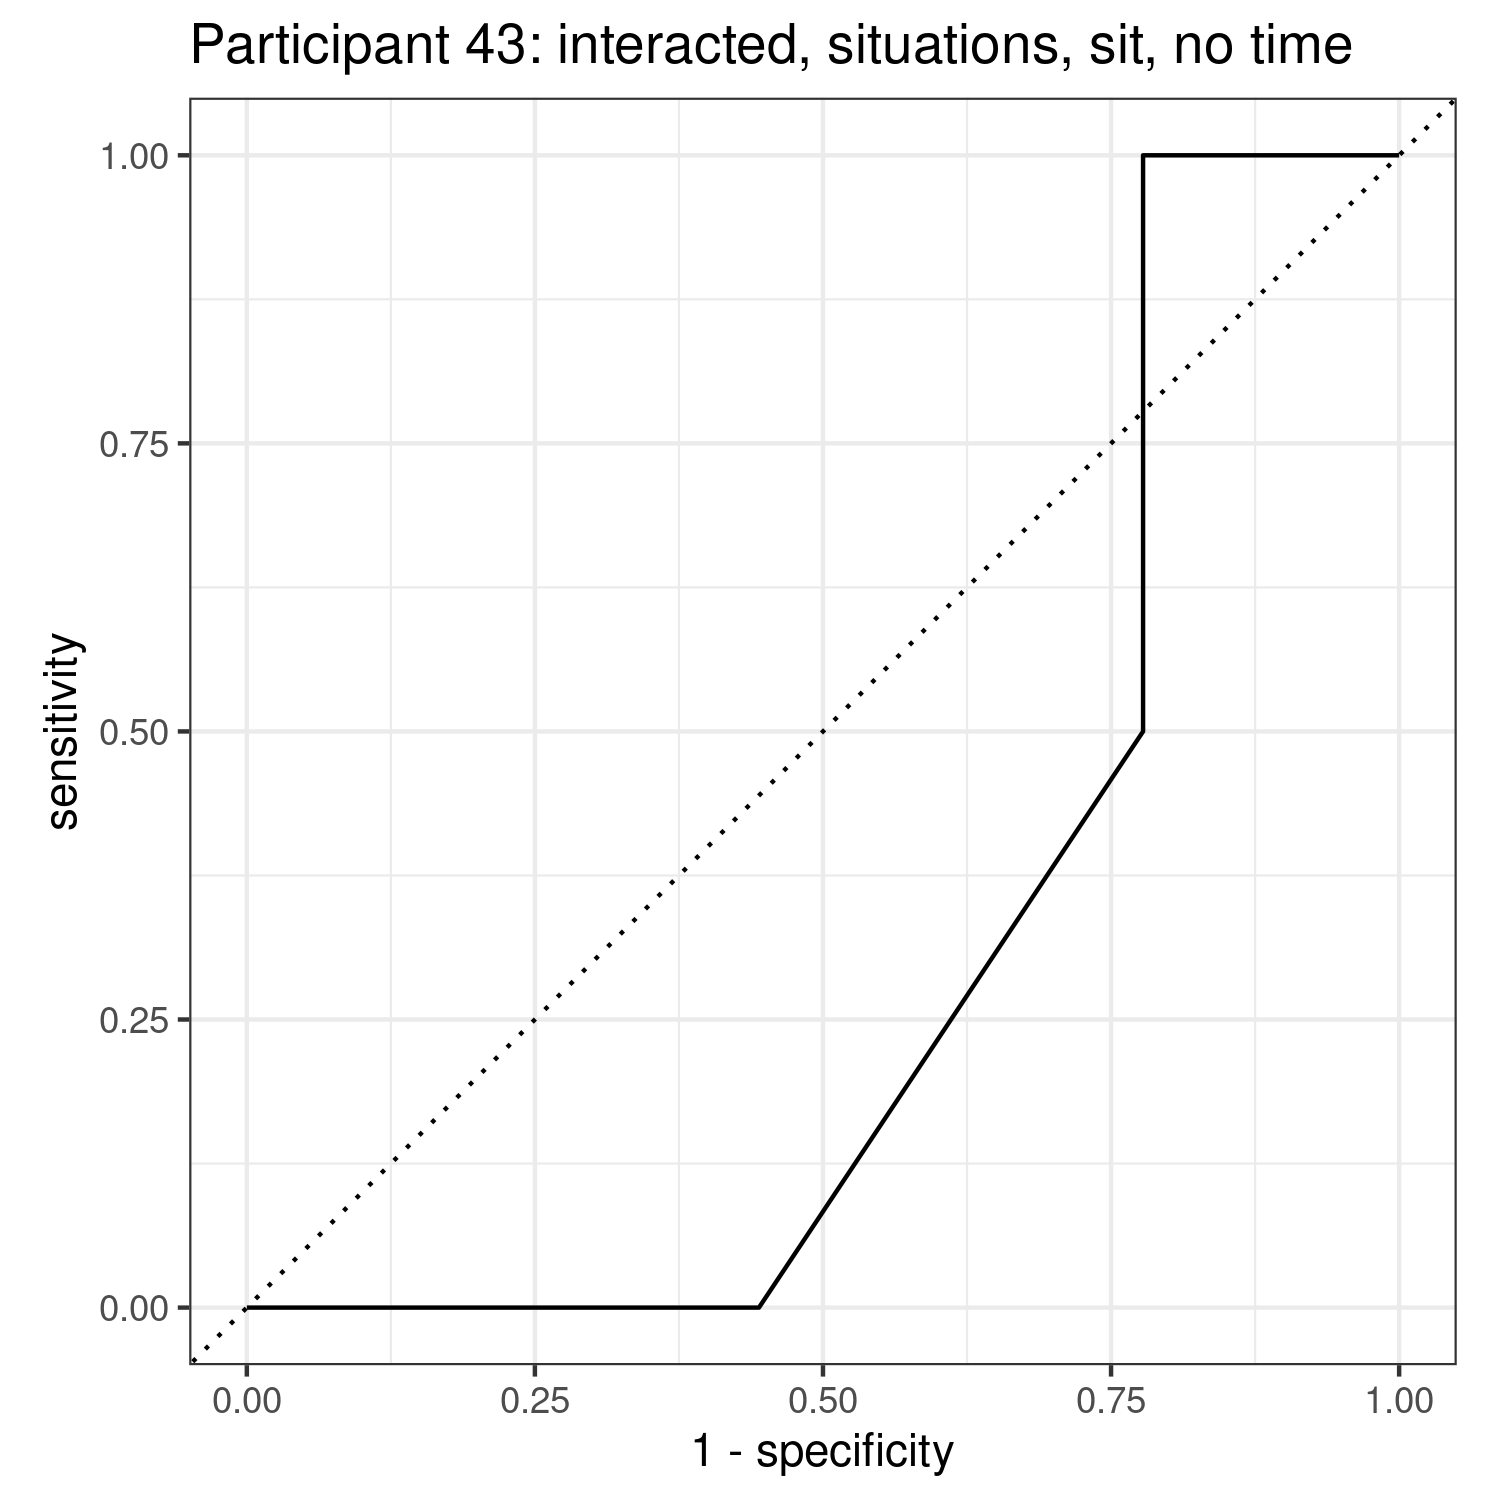 Participant 43: interacted, situations, sit, no time
1.00
0.75
0.50
0.25
0.00
sensitivity
0.00 0.25 0.50 0.75 1.00
1 - specificity